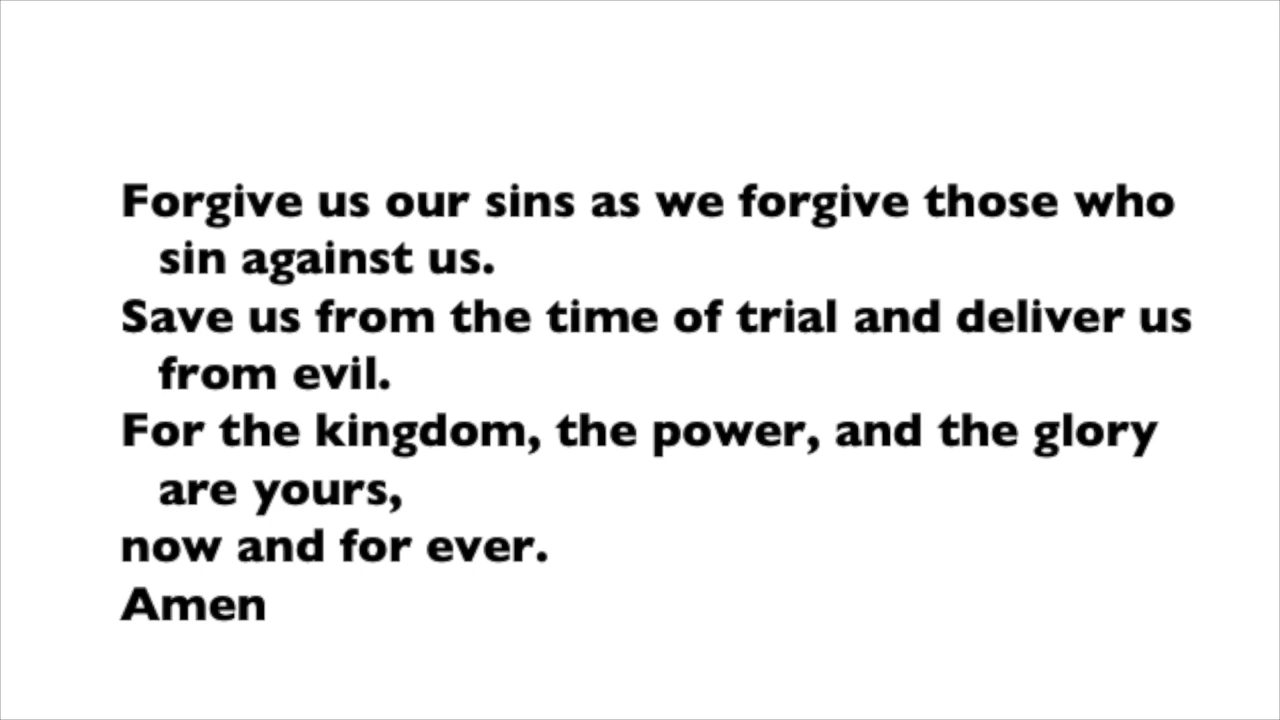 Forgive us our sins as we forgive those who
sin against us.
Save us from the time of trial and deliver us
from evil.
For the kingdom, the power, and the glory
are yours,
now and for ever.
Amen